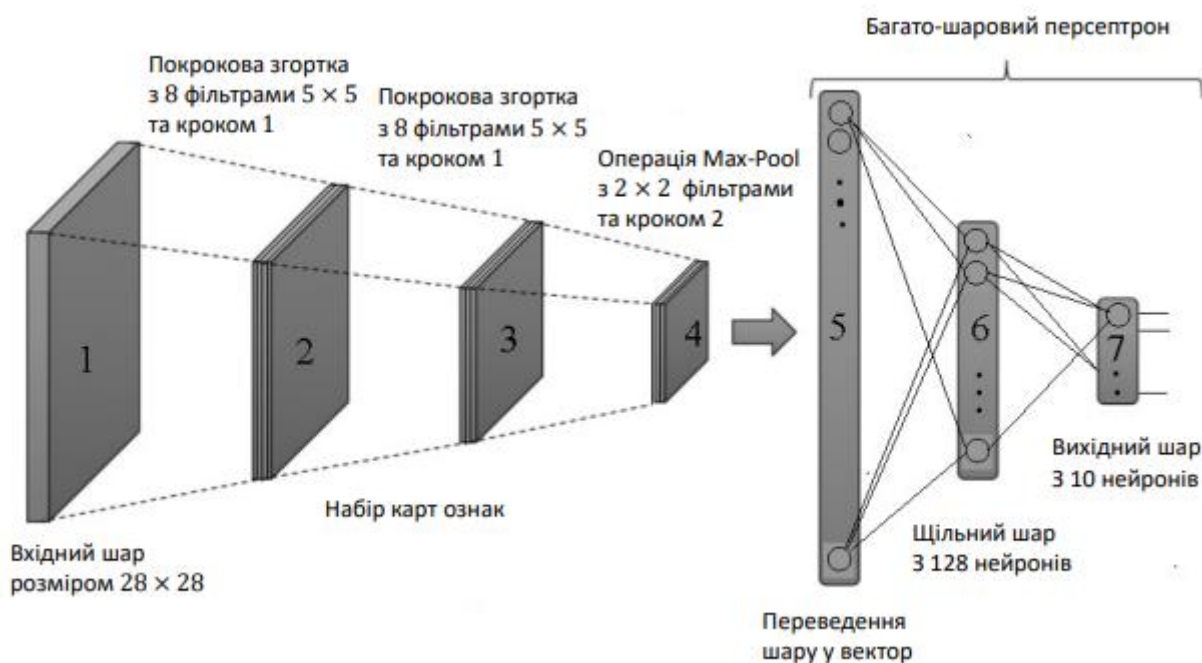 Багато-шаровий персептрон
Покрокова згортка
з 8 фільтрами 5 × 5
та кроком 1
Покрокова згортка
з 8 фільтрами 5 × 5
та кроком 1
Операція Max-Pool
з 2 × 2 фільтрами
та кроком 2
1
2
3
4
5
6
7
Набір карт ознак
Вхідний шар
розміром 28 × 28
Вихідний шар
З 10 нейронів
Щільний шар
З 128 нейронів
Переведення
шару у вектор